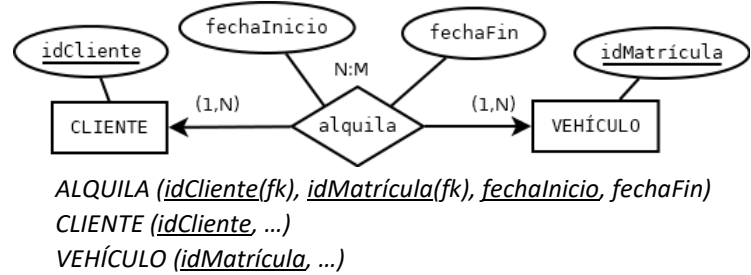 fechaInicio
fechaFin
idCliente
idMatrícula
N:M
(1,N)
(1,N)
CLIENTE
alquila
VEHÍCULO
ALQUILA (idCliente(fk), idMatrícula(fk), fechaInicio, fechaFin)
CLIENTE (idCliente, …)
VEHÍCULO (idMatrícula, …)